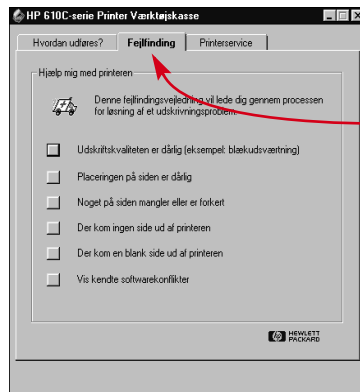 HP 610C-serie Printer Værktøjskasse
Hvordan udføres?
Fejlfinding
Printerservice
Hjælp mig med printeren
Denne fejlfindingsvejledning vil lede dig gennem processen
for løsning af et udskrivningsproblem.
Udskriftskvaliteten er dårlig (eksempel: blækudsværtning)
Placeringen på siden er dårlig
Noget på siden mangler eller er forkert
Der kom ingen side ud af printeren
Der kom en blank side ud af printeren
Vis kendte softwarekonflikter
HEWLETT
PACKARD